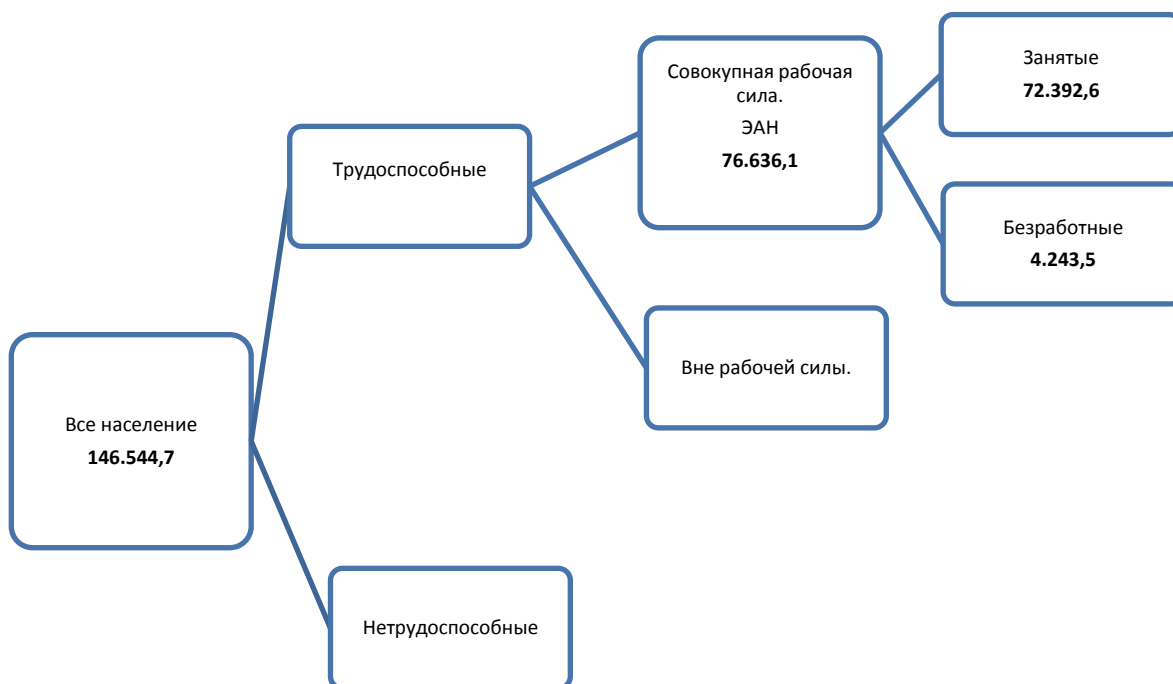 Все население
146.544,7
Трудоспособные
Нетрудоспособные
Совокупная рабочая
сила.
ЭАН
76.636,1
Вне рабочей силы.
Занятые
72.392,6
Безработные
4.243,5